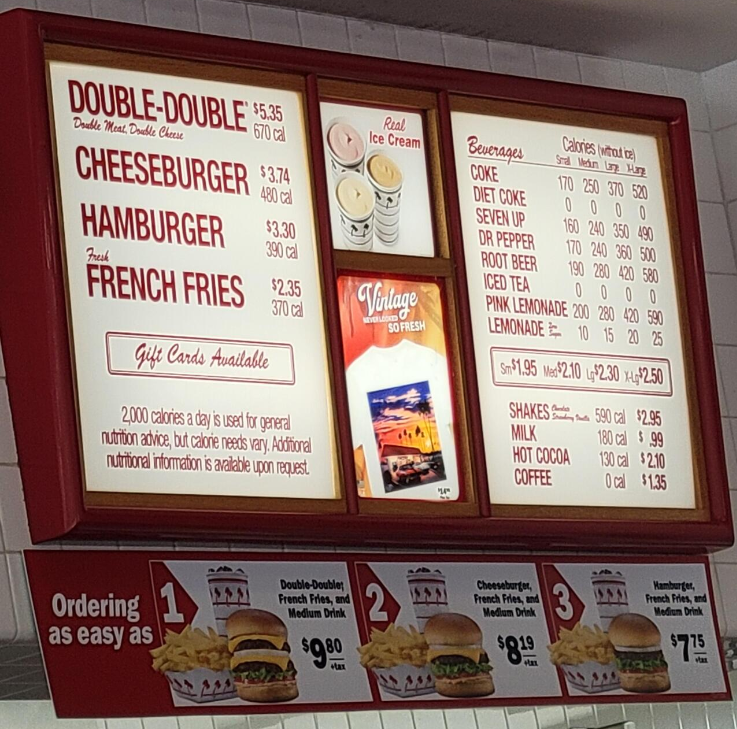 DOUBLE-DOUBLE® $5.35
Double Meat, Double Cheese 670 cal
CHEESEBURGER $3.74
480 cal
HAMBURGER $3.30
390 cal
Fresh
FRENCH FRIES $2.35
370 cal
Gift Cards Available
2,000 calories a day is used for general
nutrition advice, but calorie needs vary. Additional
nutritional information is available upon request.
Real
Ice Cream
Vintage
NEVER LOOKED
SO FRESH
Beverages Calories (without ice)
Small Medium Large X-Large
COKE 170 250 370 520
DIET COKE 0 0 0 0
SEVEN UP 160 240 350 490
DR PEPPER 170 240 360 500
ROOT BEER 190 280 420 580
ICED TEA 0 0 0 0
PINK LEMONADE 200 280 420 590
LEMONADE 10 15 20 25
Sm $1.95 Med $2.10 Lg $2.30 X-Lg $2.50
SHAKES Chocolate Strawberry Vanilla 590 cal $2.95
MILK 180 cal $ .99
HOT COCOA 130 cal $2.10
COFFEE 0 cal $1.35
Ordering
as easy as
1
Double-Double,
French Fries, and
Medium Drink
$9.80
+tax
2
Cheeseburger,
French Fries, and
Medium Drink
$8.19
+tax
3
Hamburger,
French Fries, and
Medium Drink
$7.75
+tax